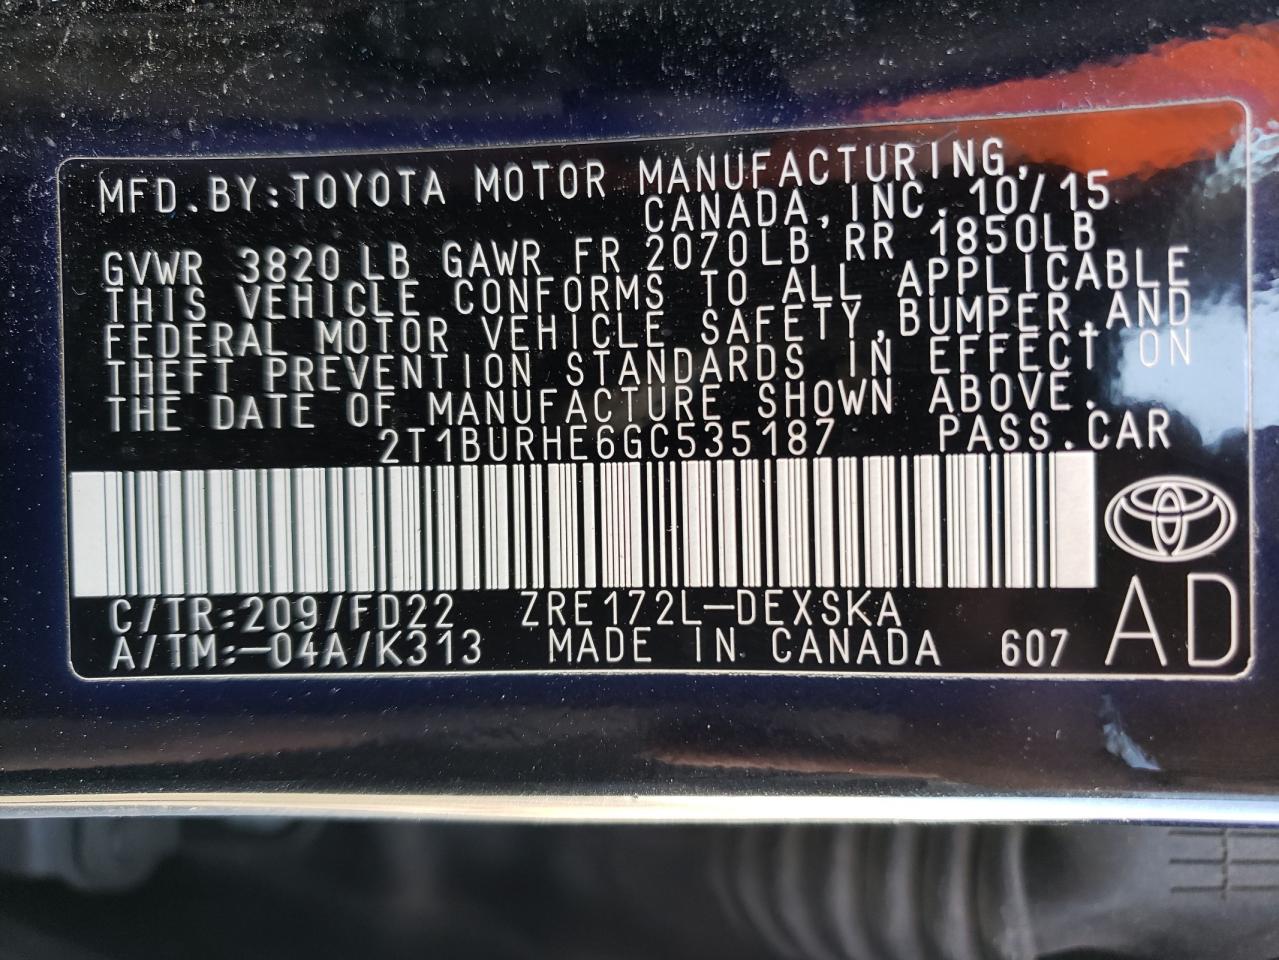 MFD.BY:TOYOTA MOTOR MANUFACTURING,
CANADA,INC. 10/15
GVWR 3820LB GAWR FR 2070LB RR 1850LB
THIS VEHICLE CONFORMS TO ALL APPLICABLE
FEDERAL MOTOR VEHICLE SAFETY,BUMPER,AND
THEFT PREVENTION STANDARDS IN EFFECT ON
THE DATE OF MANUFACTURE SHOWN ABOVE.
2T1BURHE6GC535187 PASS.CAR
C/TR:209/FD22 ZRE172L-DEXSKA
A/TM:-04A/K313 MADE IN CANADA 607 AD